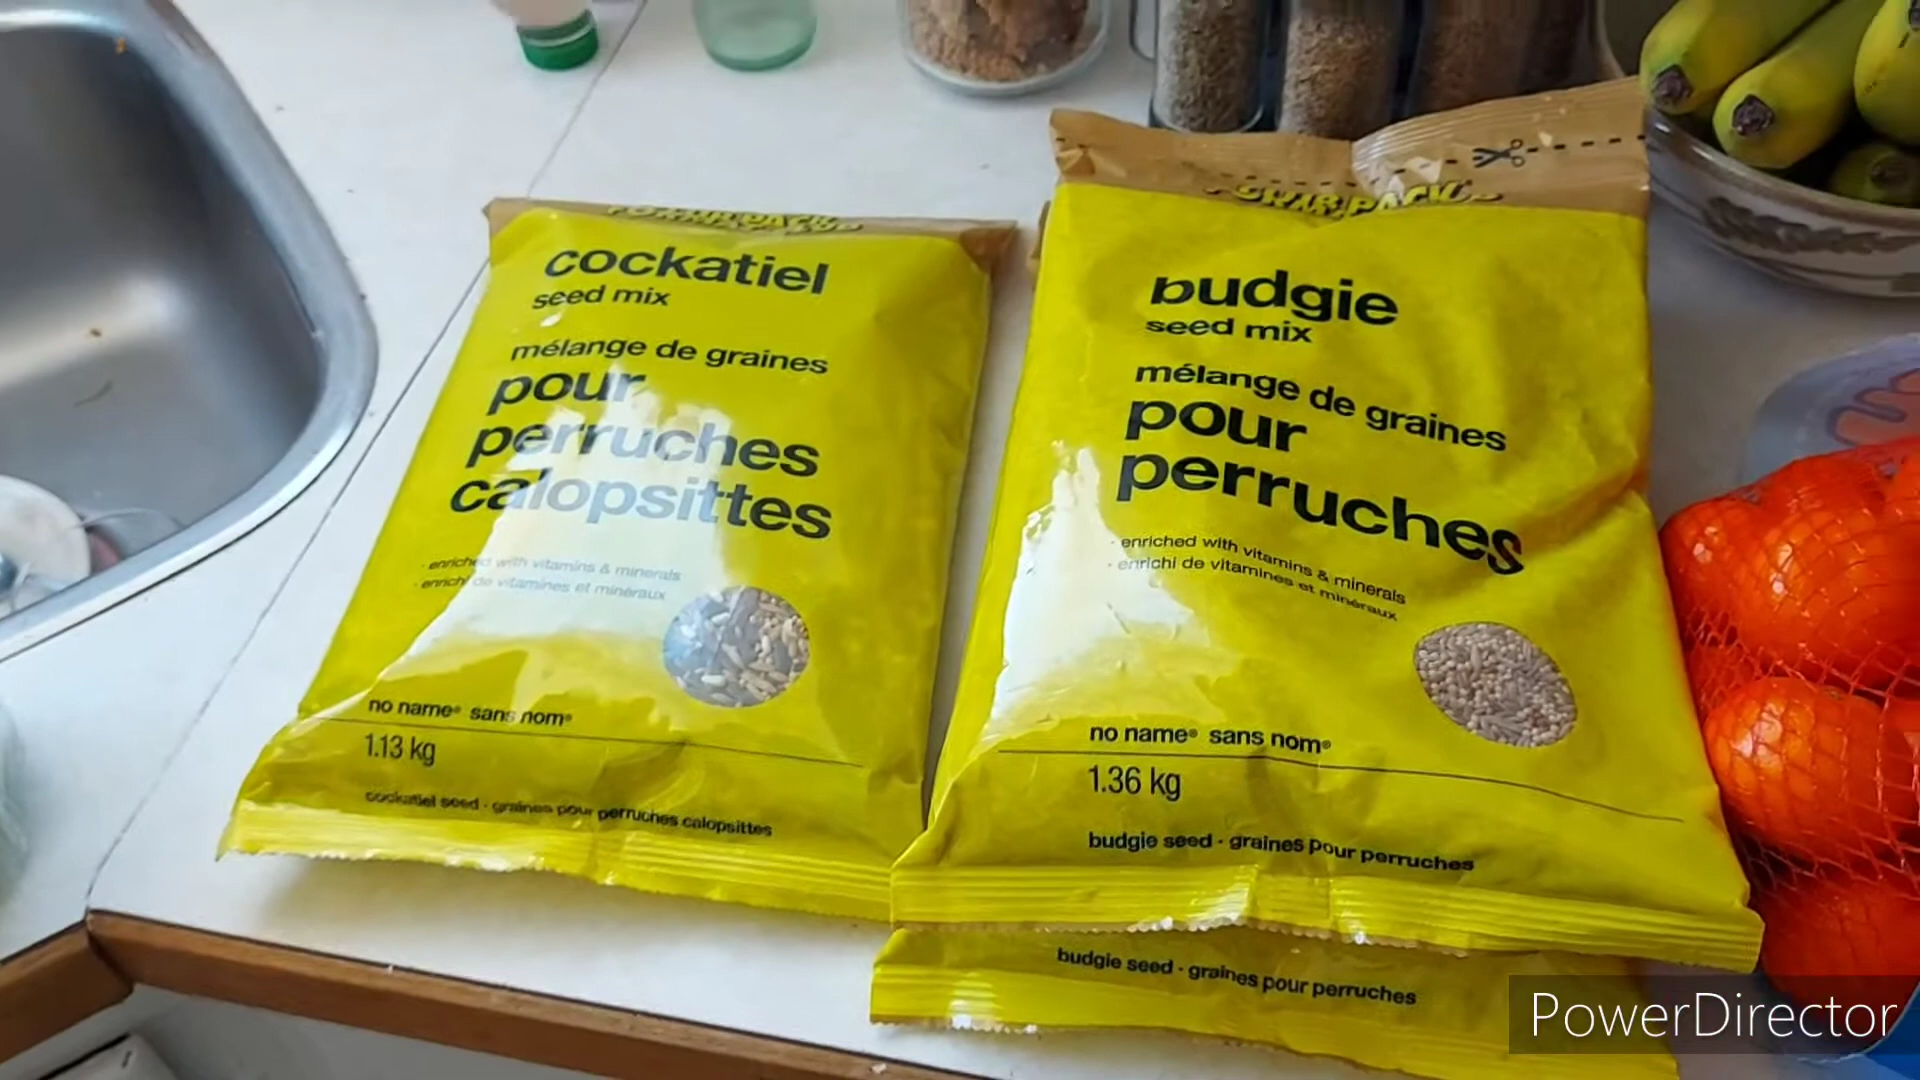 cockatiel
seed mix
mélange de graines
pour
perruches
calopsittes
· enriched with vitamins & minerals
· enrichi de vitamines et minéraux
no name® sans nom®
1.13 kg
cockatiel seed · graines pour perruches calopsittes
budgie
seed mix
mélange de graines
pour
perruches
· enriched with vitamins & minerals
· enrichi de vitamines et minéraux
no name® sans nom®
1.36 kg
budgie seed · graines pour perruches
budgie seed · graines pour perruches
PowerDirector